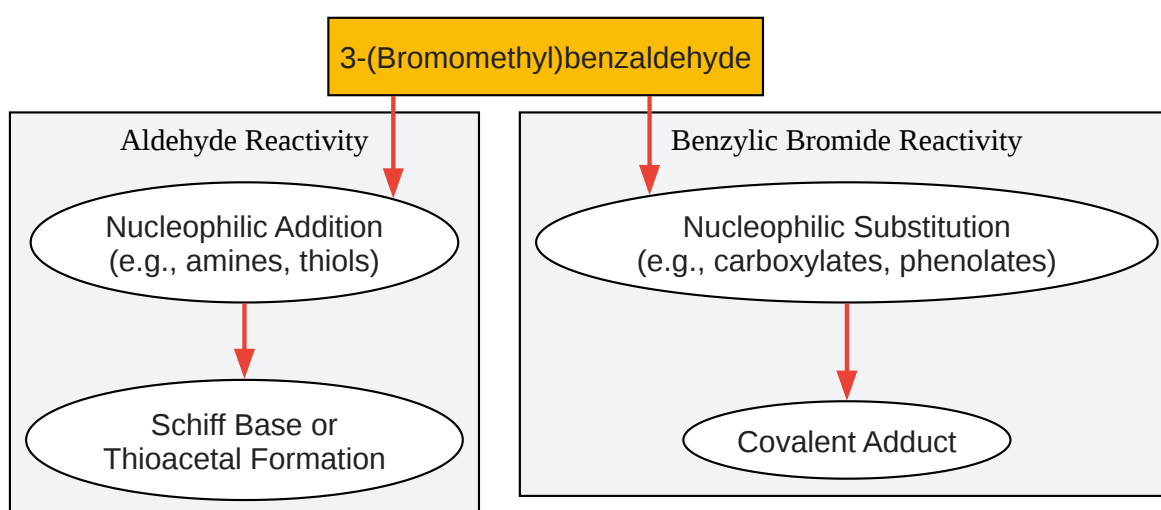 3-(Bromomethyl)benzaldehyde
Aldehyde Reactivity
Nucleophilic Addition
(e.g., amines, thiols)
Schiff Base or
Thioacetal Formation
Benzylic Bromide Reactivity
Nucleophilic Substitution
(e.g., carboxylates, phenolates)
Covalent Adduct